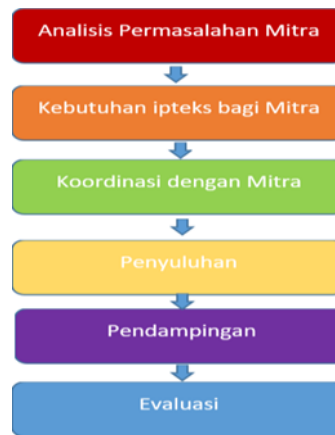 Analisis Permasalahan Mitra
Kebutuhan ipteks bagi Mitra
Koordinasi dengan Mitra
Penyuluhan
Pendampingan
Evaluasi